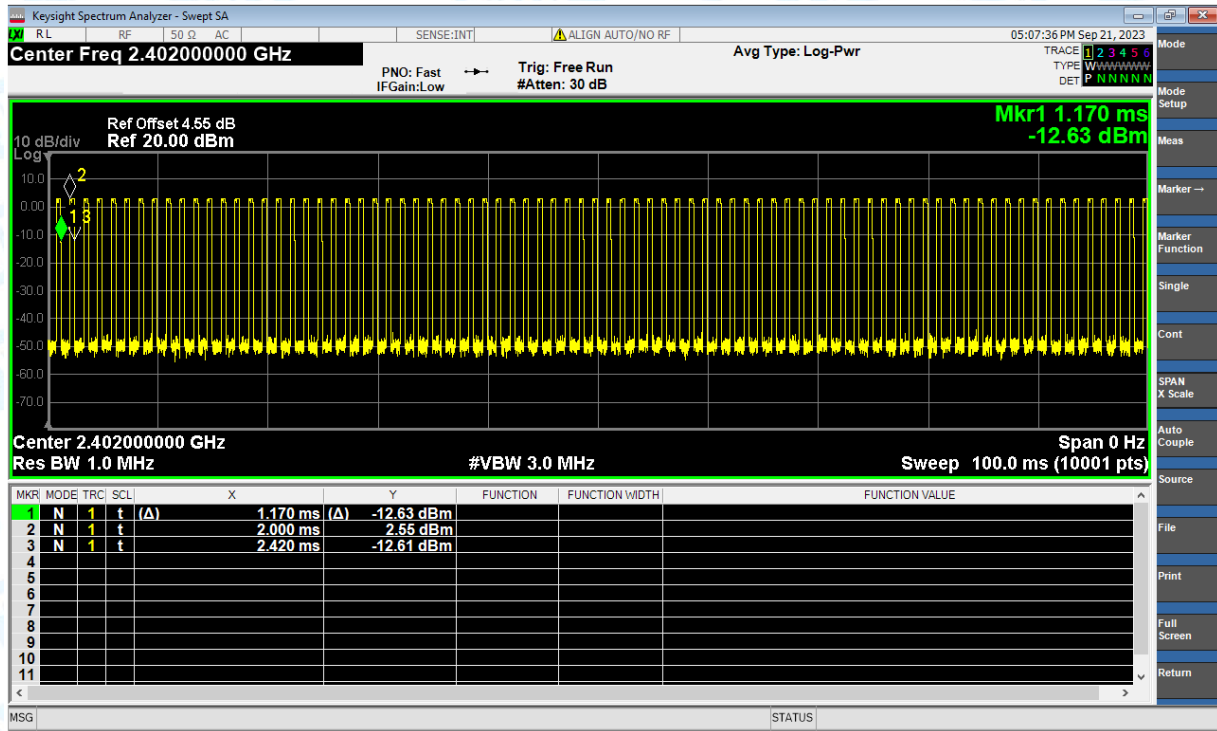 Keysight Spectrum Analyzer - Swept SA
LXI RL RF 50 Ω AC SENSE:INT ALIGN AUTO/NO RF 05:07:36 PM Sep 21, 2023
Center Freq 2.402000000 GHz
PNO: Fast
IFGain:Low
Trig: Free Run
#Atten: 30 dB
Avg Type: Log-Pwr
TRACE 1 2 3 4 5 6
TYPE WWWWWW
DET P NNNNN
Mkr1 1.170 ms
-12.63 dBm
Ref Offset 4.55 dB
10 dB/div Ref 20.00 dBm
Log
10.0
0.00
-10.0
-20.0
-30.0
-40.0
-50.0
-60.0
-70.0
2
1 3
Center 2.402000000 GHz Span 0 Hz
Res BW 1.0 MHz #VBW 3.0 MHz Sweep 100.0 ms (10001 pts)
MKR MODE TRC SCL X Y FUNCTION FUNCTION WIDTH FUNCTION VALUE
1 N 1 t (Δ) 1.170 ms (Δ) -12.63 dBm
2 N 1 t 2.000 ms 2.55 dBm
3 N 1 t 2.420 ms -12.61 dBm
4
5
6
7
8
9
10
11
MSG STATUS
Mode
Mode
Setup
Meas
Marker →
Marker
Function
Single
Cont
SPAN
X Scale
Auto
Couple
Source
File
Print
Full
Screen
Return